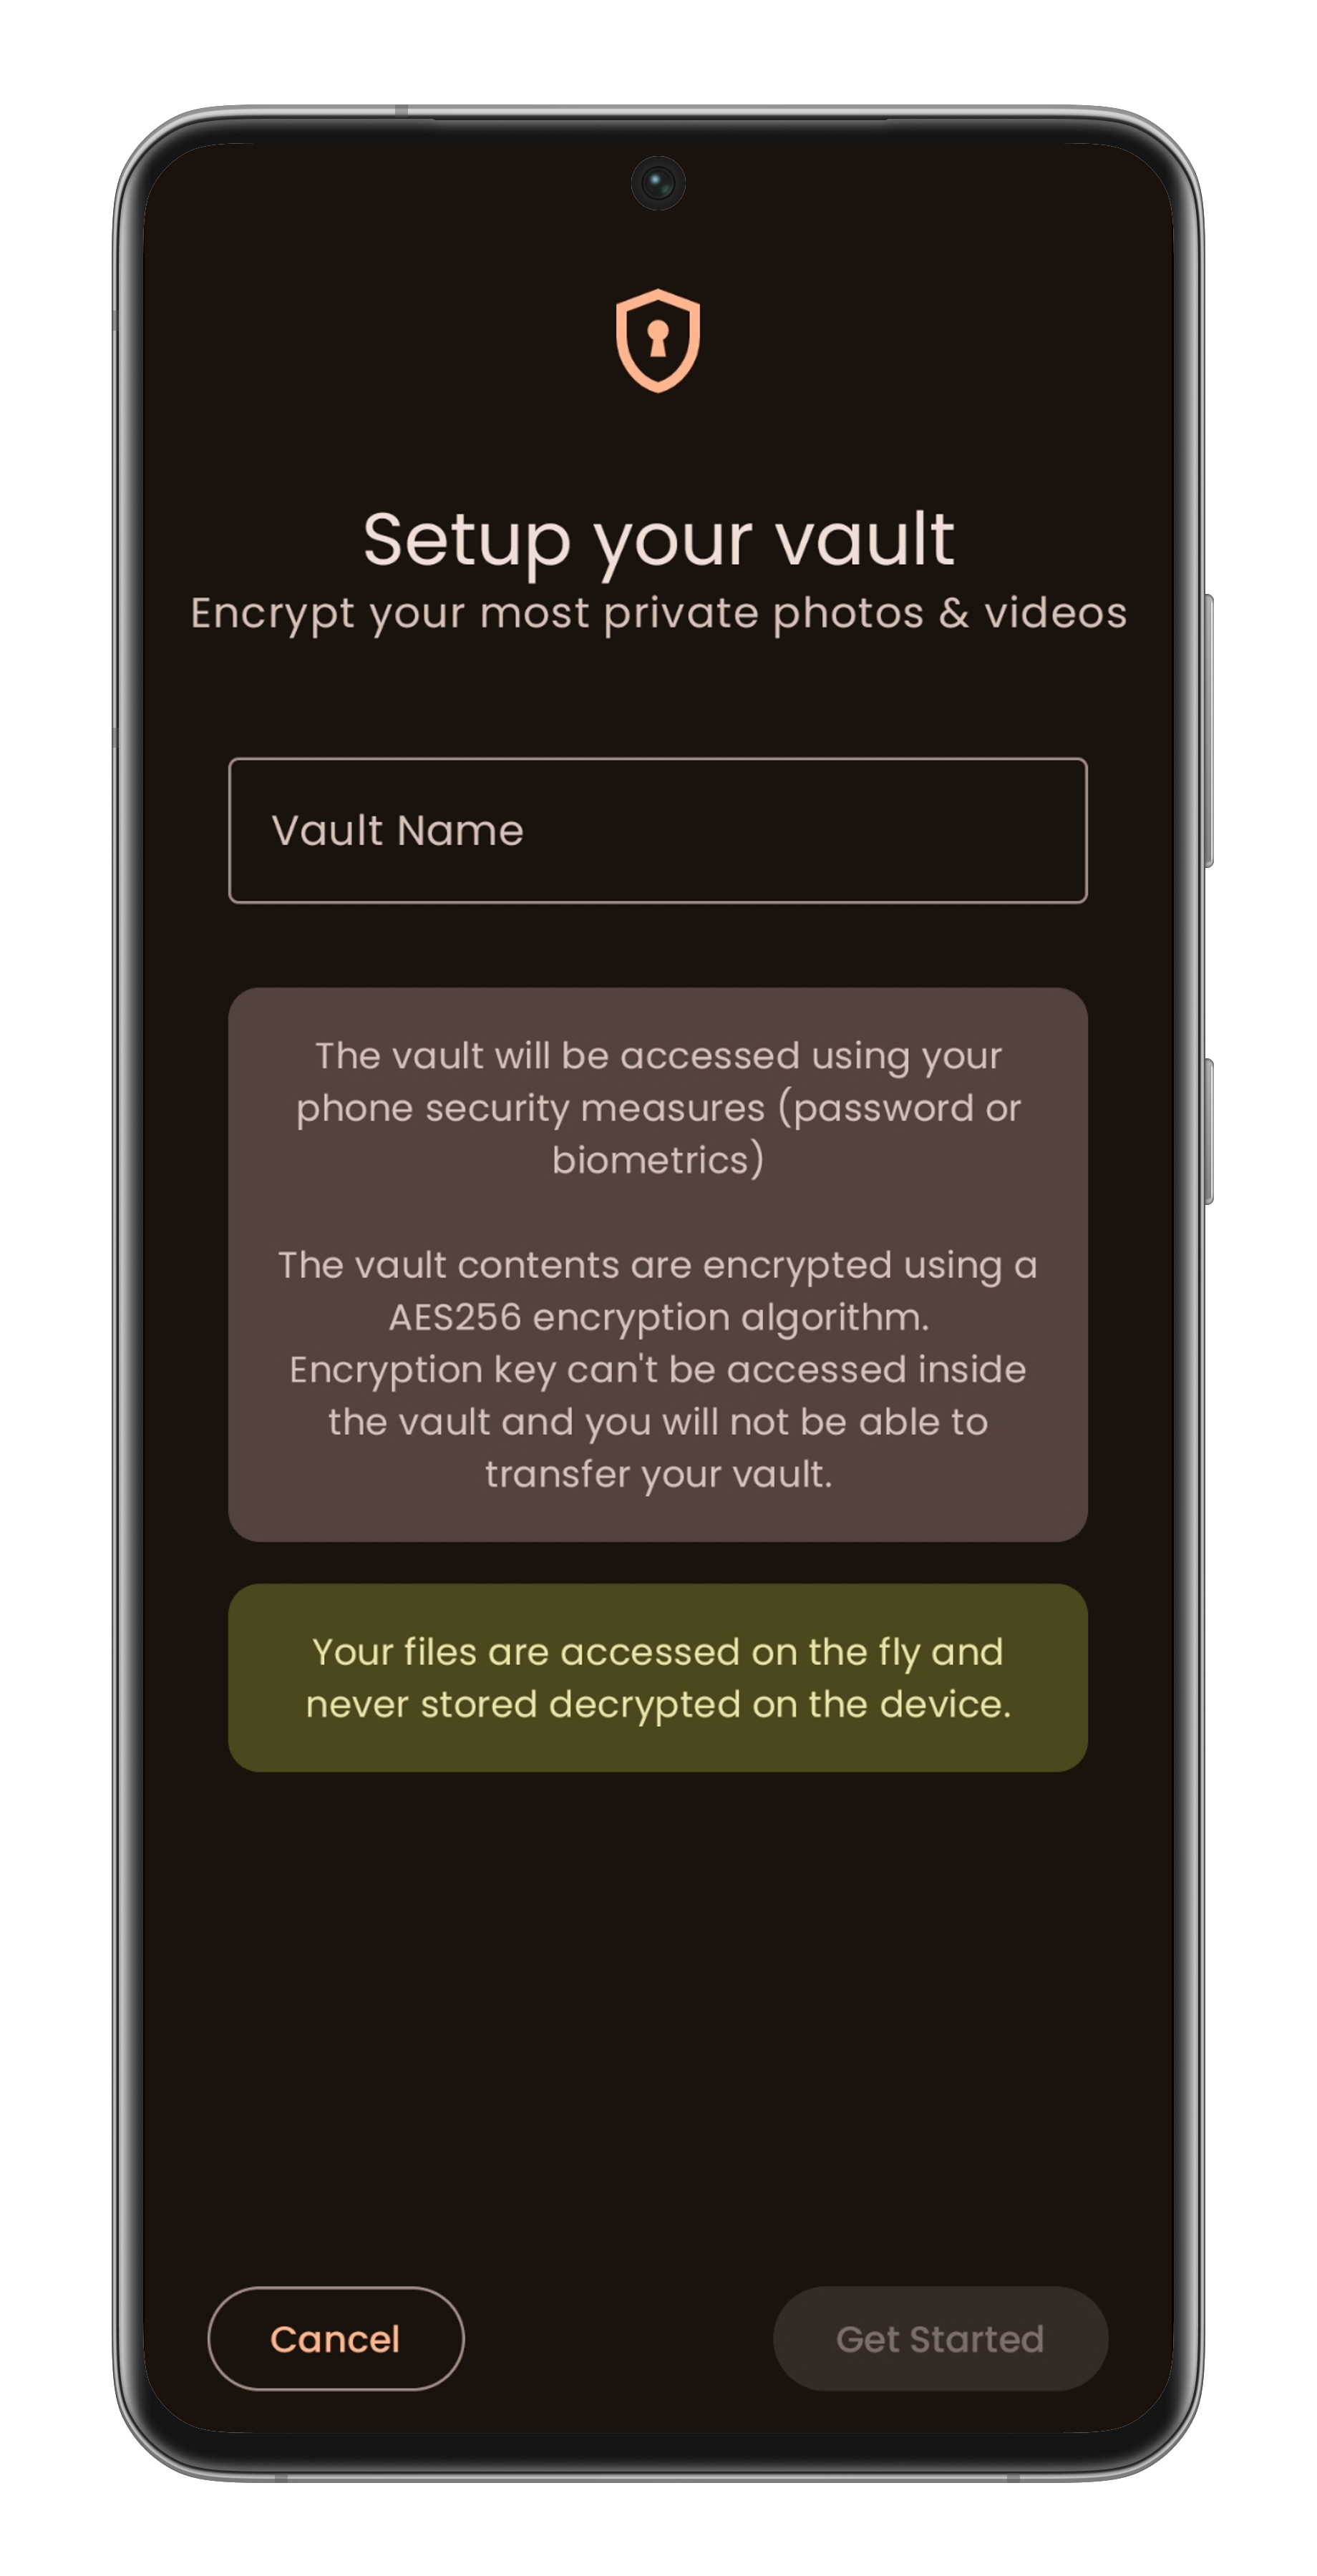 Setup your vault
Encrypt your most private photos & videos
Vault Name
The vault will be accessed using your
phone security measures (password or
biometrics)
The vault contents are encrypted using a
AES256 encryption algorithm.
Encryption key can't be accessed inside
the vault and you will not be able to
transfer your vault.
Your files are accessed on the fly and
never stored decrypted on the device.
Cancel
Get Started